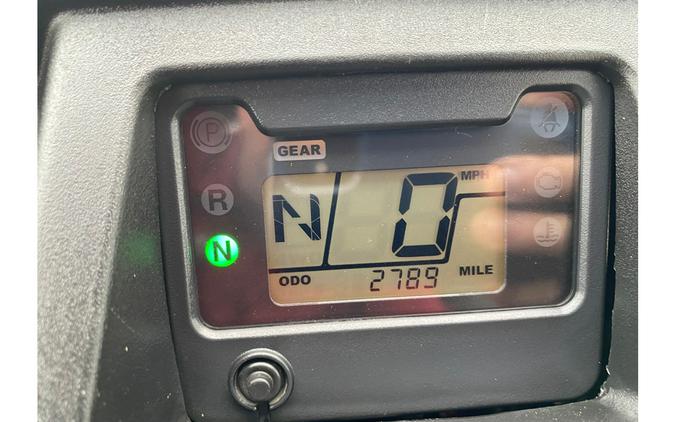 P
GEAR
N 0 MPH
R
N
ODO 2789 MILE